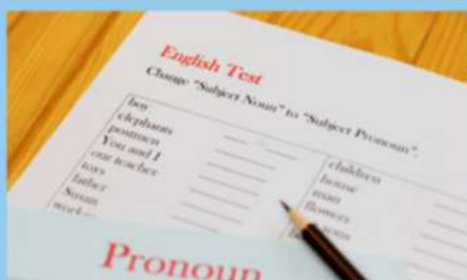 English Test
Change "Subject Noun" to "Subject Pronoun".
boy
elephants
postmen
You and I
our teacher
toys
father
Susan
children
house
man
flowers
Pronoun